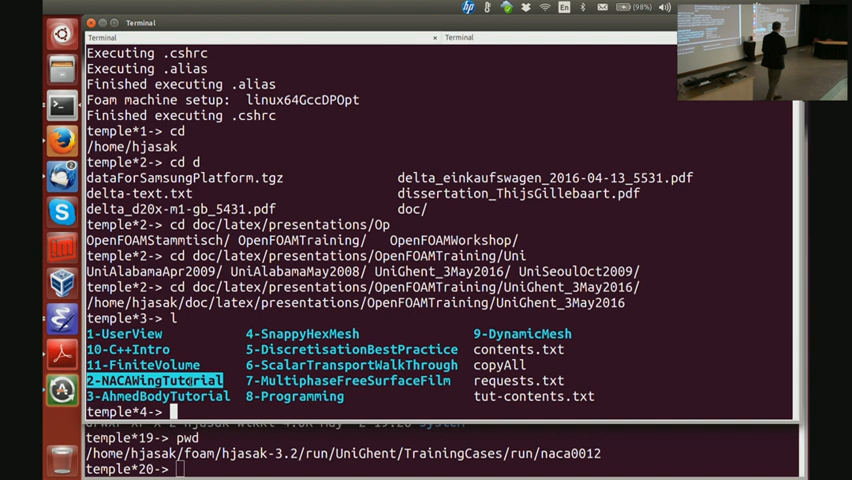 Terminal
En
(98%)
Terminal
Terminal
Executing .cshrc
Executing .alias
Finished executing .alias
Foam machine setup:  linux64GccDPOpt
Finished executing .cshrc
temple*1-> cd
/home/hjasak
temple*2-> cd d
dataForSamsungPlatform.tgz delta_einkaufswagen_2016-04-13_5531.pdf
delta-text.txt dissertation_ThijsGillebaart.pdf
delta_d20x-m1-gb_5431.pdf doc/
temple*2-> cd doc/latex/presentations/Op
OpenFOAMStammtisch/ OpenFOAMTraining/ OpenFOAMWorkshop/
temple*2-> cd doc/latex/presentations/OpenFOAMTraining/Uni
UniAlabamaApr2009/ UniAlabamaMay2008/ UniGhent_3May2016/ UniSeoulOct2009/
temple*2-> cd doc/latex/presentations/OpenFOAMTraining/UniGhent_3May2016/
/home/hjasak/doc/latex/presentations/OpenFOAMTraining/UniGhent_3May2016
temple*3-> l
1-UserView 4-SnappyHexMesh 9-DynamicMesh
10-C++Intro 5-DiscretisationBestPractice contents.txt
11-FiniteVolume 6-ScalarTransportWalkThrough copyAll
2-NACAWingTutorial 7-MultiphaseFreeSurfaceFilm requests.txt
3-AhmedBodyTutorial 8-Programming tut-contents.txt
temple*4->
temple*19-> pwd
/home/hjasak/foam/hjasak-3.2/run/UniGhent/TrainingCases/run/naca0012
temple*20->